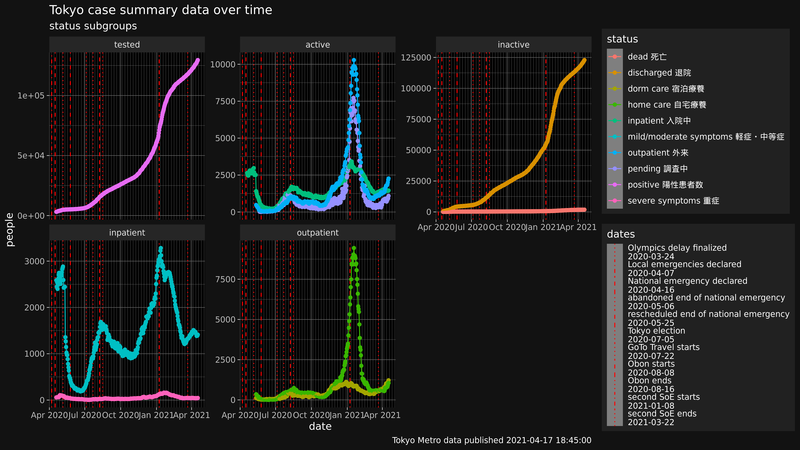 Tokyo case summary data over time
status subgroups
tested
active
inactive
1e+05
5e+04
0e+00
10000
7500
5000
2500
0
125000
100000
75000
50000
25000
0
Apr 2020 Jul 2020 Oct 2020 Jan 2021 Apr 2021
people
inpatient
outpatient
3000
2000
1000
0
7500
5000
2500
0
Apr 2020 Jul 2020 Oct 2020 Jan 2021 Apr 2021
Apr 2020 Jul 2020 Oct 2020 Jan 2021 Apr 2021
date
status
dead 死亡
discharged 退院
dorm care 宿泊療養
home care 自宅療養
inpatient 入院中
mild/moderate symptoms 軽症・中等症
outpatient 外来
pending 調査中
positive 陽性患者数
severe symptoms 重症
dates
Olympics delay finalized
2020-03-24
Local emergencies declared
2020-04-07
National emergency declared
2020-04-16
abandoned end of national emergency
2020-05-06
rescheduled end of national emergency
2020-05-25
Tokyo election
2020-07-05
GoTo Travel starts
2020-07-22
Obon starts
2020-08-08
Obon ends
2020-08-16
second SoE starts
2021-01-08
second SoE ends
2021-03-22
Tokyo Metro data published 2021-04-17 18:45:00